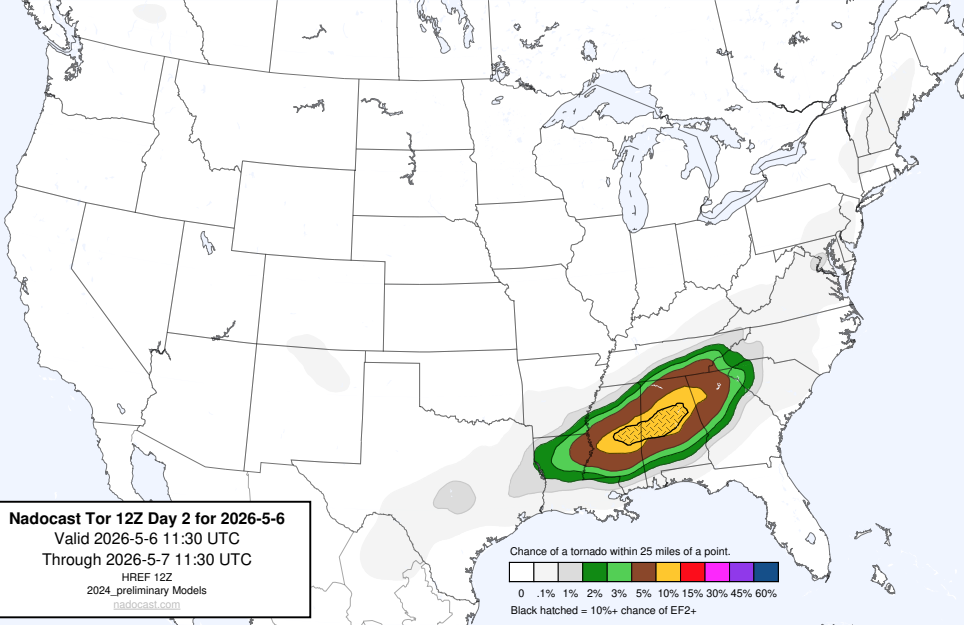 Nadocast Tor 12Z Day 2 for 2026-5-6
Valid 2026-5-6 11:30 UTC
Through 2026-5-7 11:30 UTC
HREF 12Z
2024_preliminary Models
nadocast.com
Chance of a tornado within 25 miles of a point.
0 .1% 1% 2% 3% 5% 10% 15% 30% 45% 60%
Black hatched = 10%+ chance of EF2+